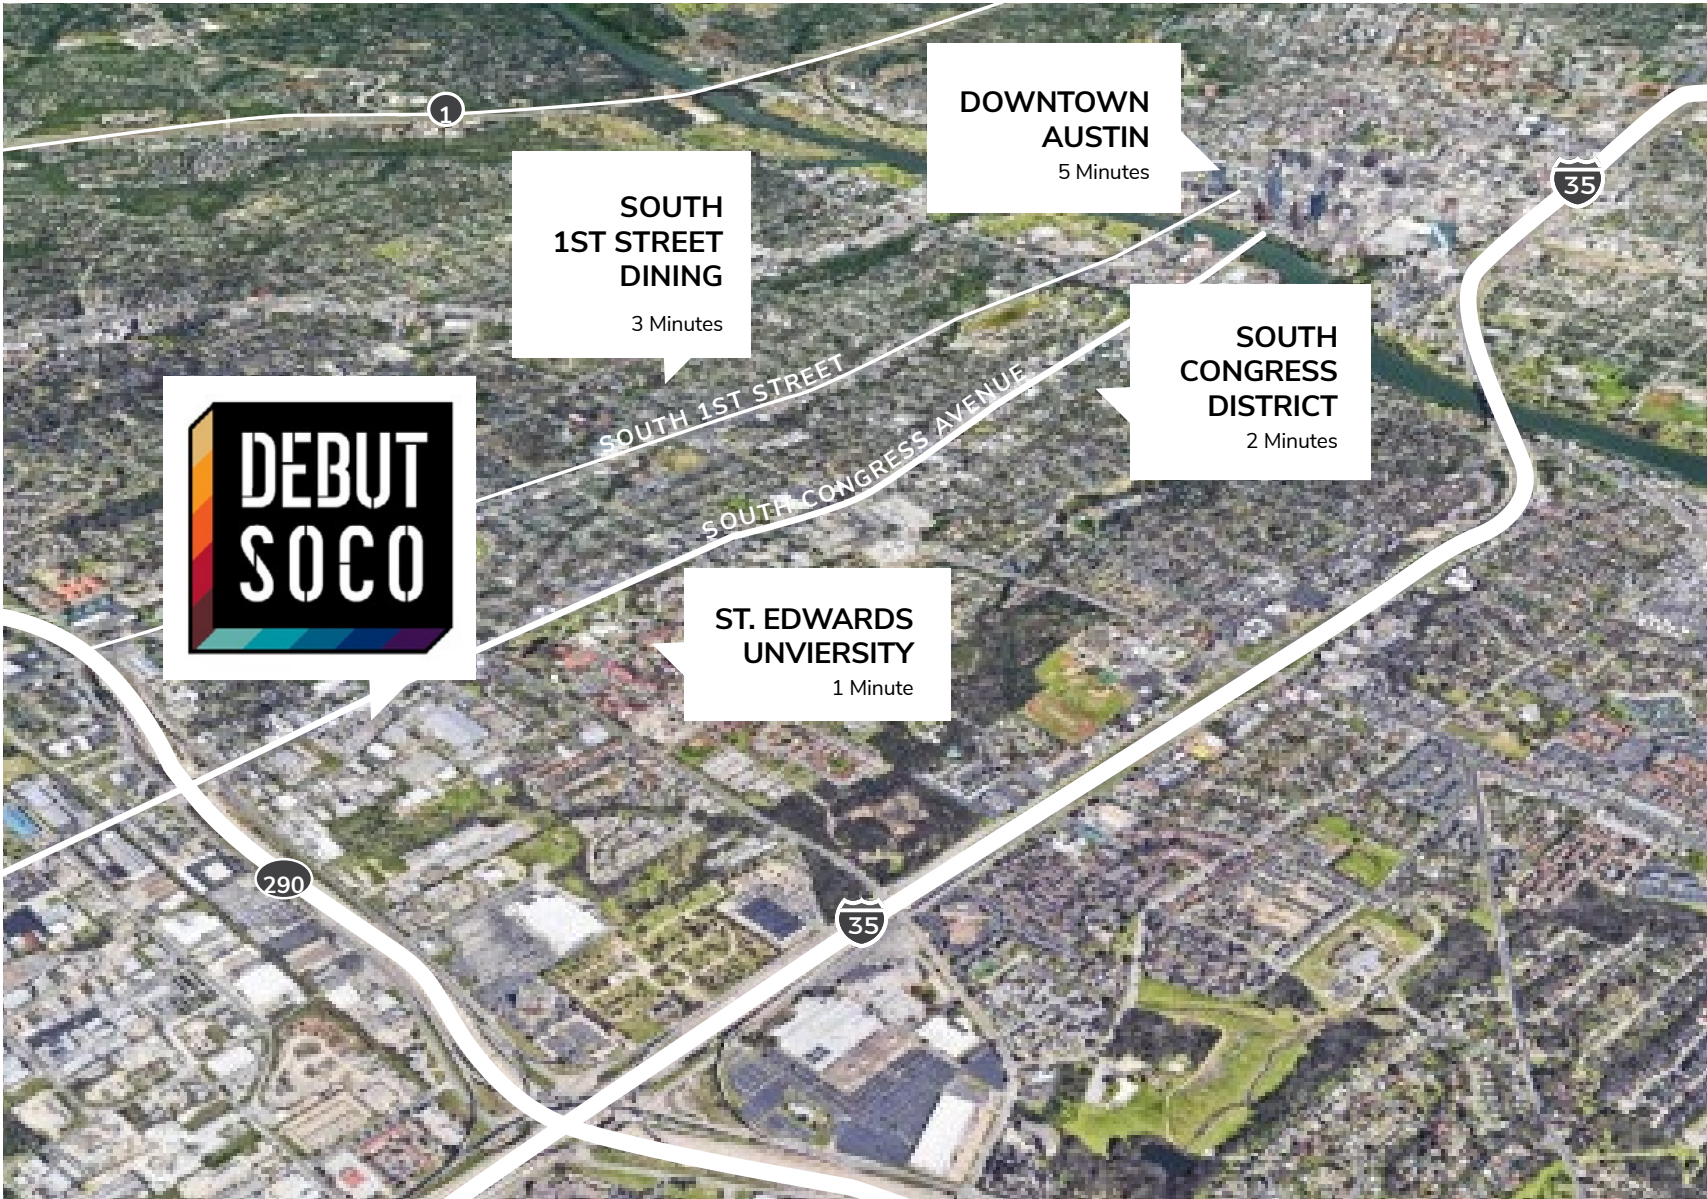 1
DOWNTOWN
AUSTIN
5 Minutes
35
SOUTH
1ST STREET
DINING
3 Minutes
SOUTH
CONGRESS
DISTRICT
2 Minutes
SOUTH 1ST STREET
SOUTH CONGRESS AVENUE
DEBUT
SOCO
ST. EDWARDS
UNVIERSITY
1 Minute
290
35